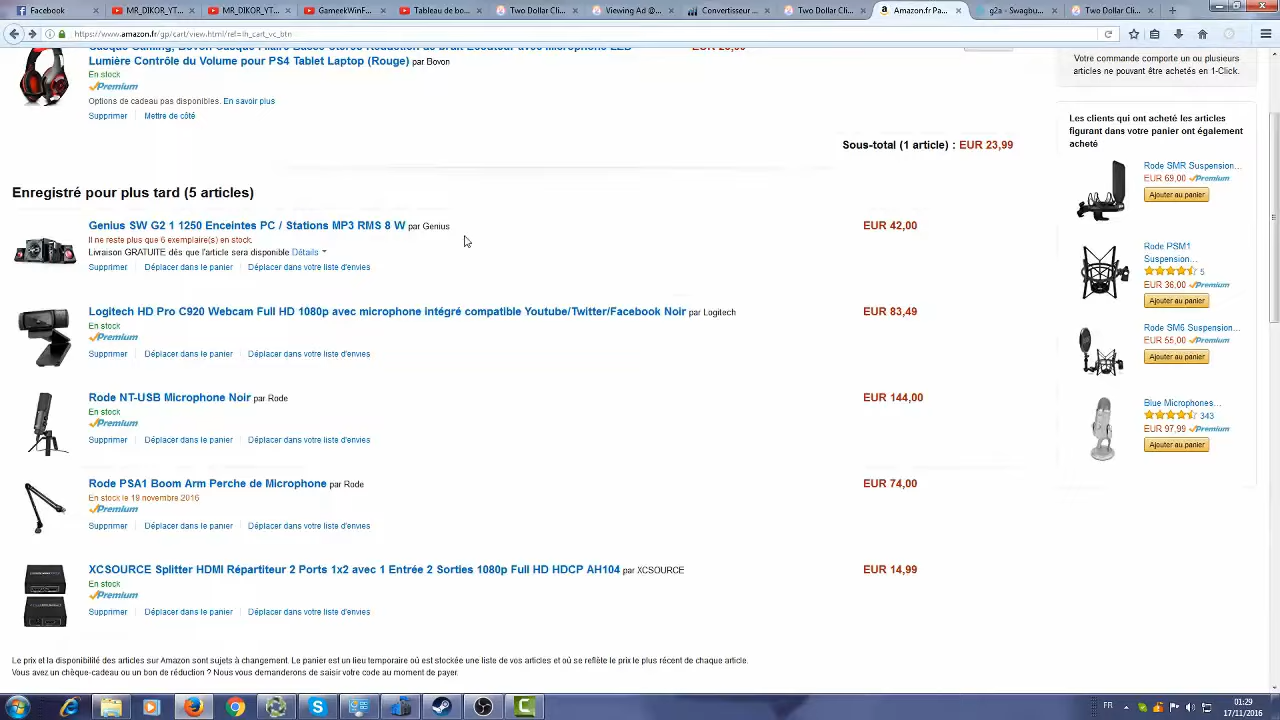 Facebook
MR_DIKOR_T...
MR_DIKOR_T...
GameekWinF...
Tableau de bo...
Two Dollar Cli...
Viewing Ad 29...
Convertisseur...
Two Dollar Cli...
Amazon.fr Pa...
Swagbu...
https://www.amazon.fr/gp/cart/view.html/ref=lh_cart_vc_btn
Lumière Contrôle du Volume pour PS4 Tablet Laptop (Rouge) par Bovon
En stock
Premium
Options de cadeau pas disponibles. En savoir plus
Supprimer
Mettre de côté
Sous-total (1 article) : EUR 23,99
Enregistré pour plus tard (5 articles)
Genius SW G2 1 1250 Enceintes PC / Stations MP3 RMS 8 W par Genius
EUR 42,00
Il ne reste plus que 6 exemplaire(s) en stock.
Livraison GRATUITE dés que l'article sera disponible Détails
Supprimer
Déplacer dans le panier
Déplacer dans votre liste d'envies
Logitech HD Pro C920 Webcam Full HD 1080p avec microphone intégré compatible Youtube/Twitter/Facebook Noir par Logitech
EUR 83,49
En stock
Premium
Supprimer
Déplacer dans le panier
Déplacer dans votre liste d'envies
Rode NT-USB Microphone Noir par Rode
EUR 144,00
En stock
Premium
Supprimer
Déplacer dans le panier
Déplacer dans votre liste d'envies
Rode PSA1 Boom Arm Perche de Microphone par Rode
EUR 74,00
En stock le 19 novembre 2016
Premium
Supprimer
Déplacer dans le panier
Déplacer dans votre liste d'envies
XCSOURCE Splitter HDMI Répartiteur 2 Ports 1x2 avec 1 Entrée 2 Sorties 1080p Full HD HDCP AH104 par XCSOURCE
EUR 14,99
En stock
Premium
Supprimer
Déplacer dans le panier
Déplacer dans votre liste d'envies
Le prix et la disponibilité des articles sur Amazon sont sujets à changement. Le panier est un lieu temporaire où est stockée une liste de vos articles et où se reflète le prix le plus récent de chaque article.
Vous avez un chèque-cadeau ou un bon de réduction ? Nous vous demanderons de saisir votre code au moment de payer.
Votre commande comporte un ou plusieurs
articles ne pouvant être achetés en 1-Click.
Les clients qui ont acheté les articles
figurant dans votre panier ont également
acheté
Rode SMR Suspension...
EUR 69,00 Premium
Ajouter au panier
Rode PSM1
Suspension...
5
EUR 36,00 Premium
Ajouter au panier
Rode SM6 Suspension...
EUR 55,00 Premium
Ajouter au panier
Blue Microphones...
343
EUR 97,99 Premium
Ajouter au panier
FR
01:29
17/11/2016